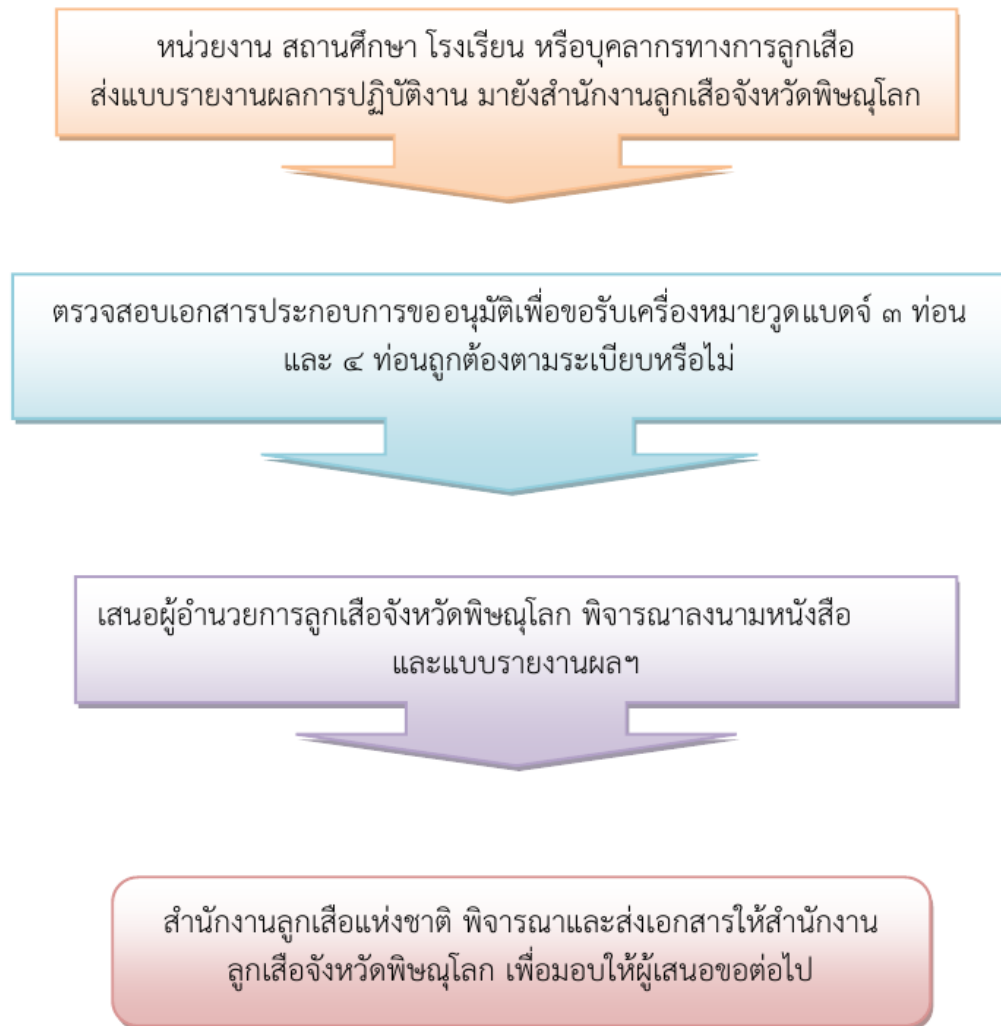 หน่วยงาน สถานศึกษา โรงเรียน หรือบุคลากรทางการลูกเสือ
ส่งแบบรายงานผลการปฏิบัติงาน มายังสำนักงานลูกเสือจังหวัดพิษณุโลก
ตรวจสอบเอกสารประกอบการขออนุมัติเพื่อขอรับเครื่องหมายวูดแบดจ์ ๓ ท่อน
และ ๔ ท่อนถูกต้องตามระเบียบหรือไม่
เสนอผู้อำนวยการลูกเสือจังหวัดพิษณุโลก พิจารณาลงนามหนังสือ
และแบบรายงานผลฯ
สำนักงานลูกเสือแห่งชาติ พิจารณาและส่งเอกสารให้สำนักงาน
ลูกเสือจังหวัดพิษณุโลก เพื่อมอบให้ผู้เสนอขอต่อไป